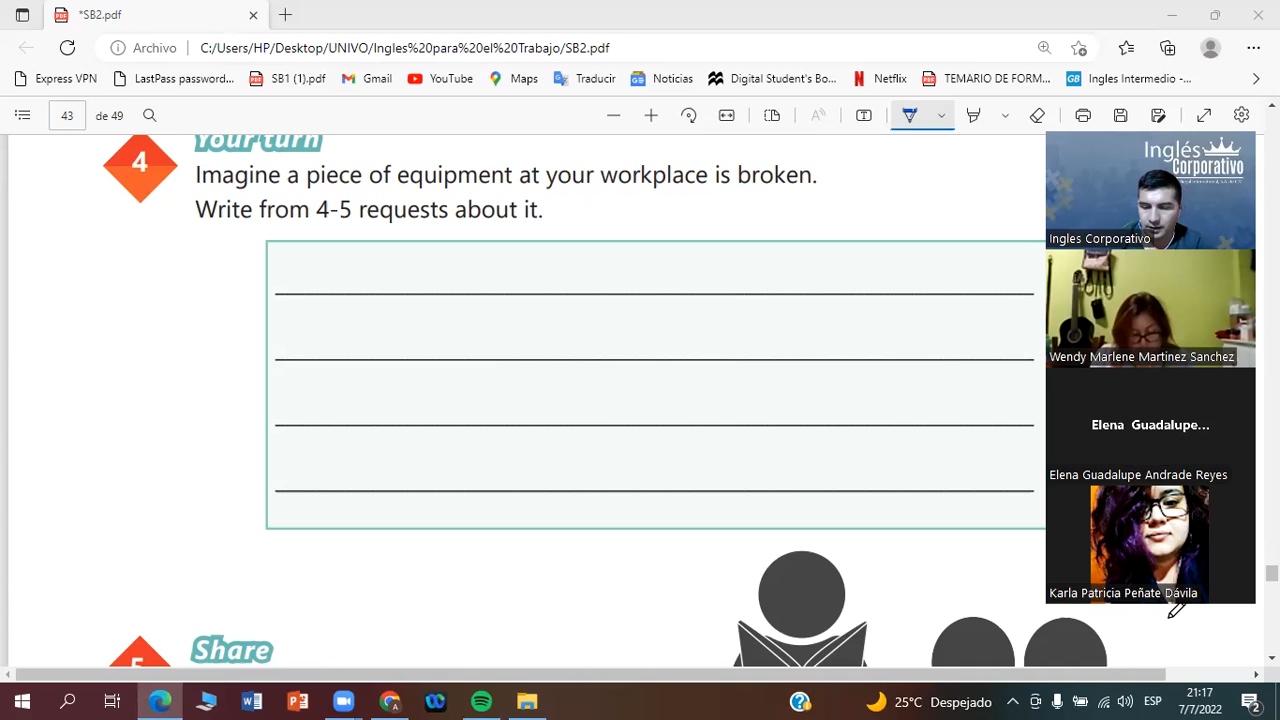 *SB2.pdf
Archivo
C:/Users/HP/Desktop/UNIVO/Ingles%20para%20el%20Trabajo/SB2.pdf
Express VPN
LastPass password...
SB1 (1).pdf
Gmail
YouTube
Maps
Traducir
Noticias
Digital Student's Bo...
Netflix
TEMARIO DE FORM...
GB
Ingles Intermedio -...
43
de 49
4
Your turn
Imagine a piece of equipment at your workplace is broken.
Write from 4-5 requests about it.
Inglés
Corporativo
Ingles Corporativo
Wendy Marlene Martinez Sanchez
Elena Guadalupe...
Elena Guadalupe Andrade Reyes
Karla Patricia Peñate Dávila
5
Share
25°C Despejado
ESP
21:17
7/7/2022
2